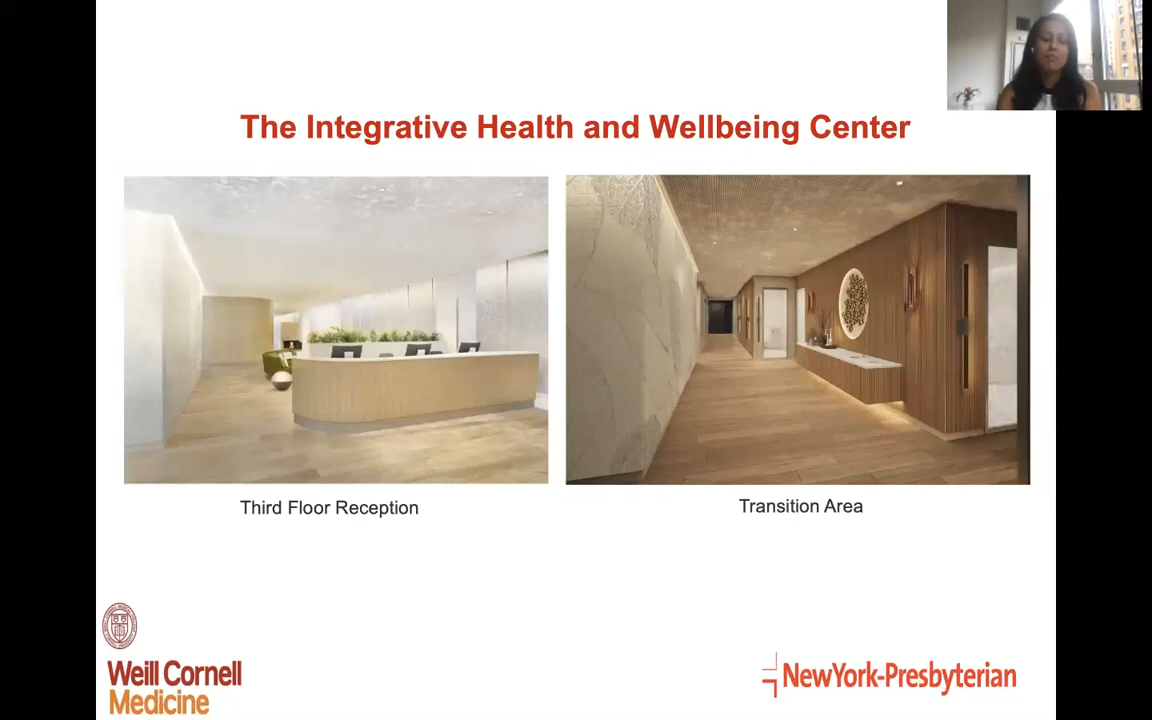 The Integrative Health and Wellbeing Center
Third Floor Reception
Transition Area
Weill Cornell
Medicine
NewYork-Presbyterian